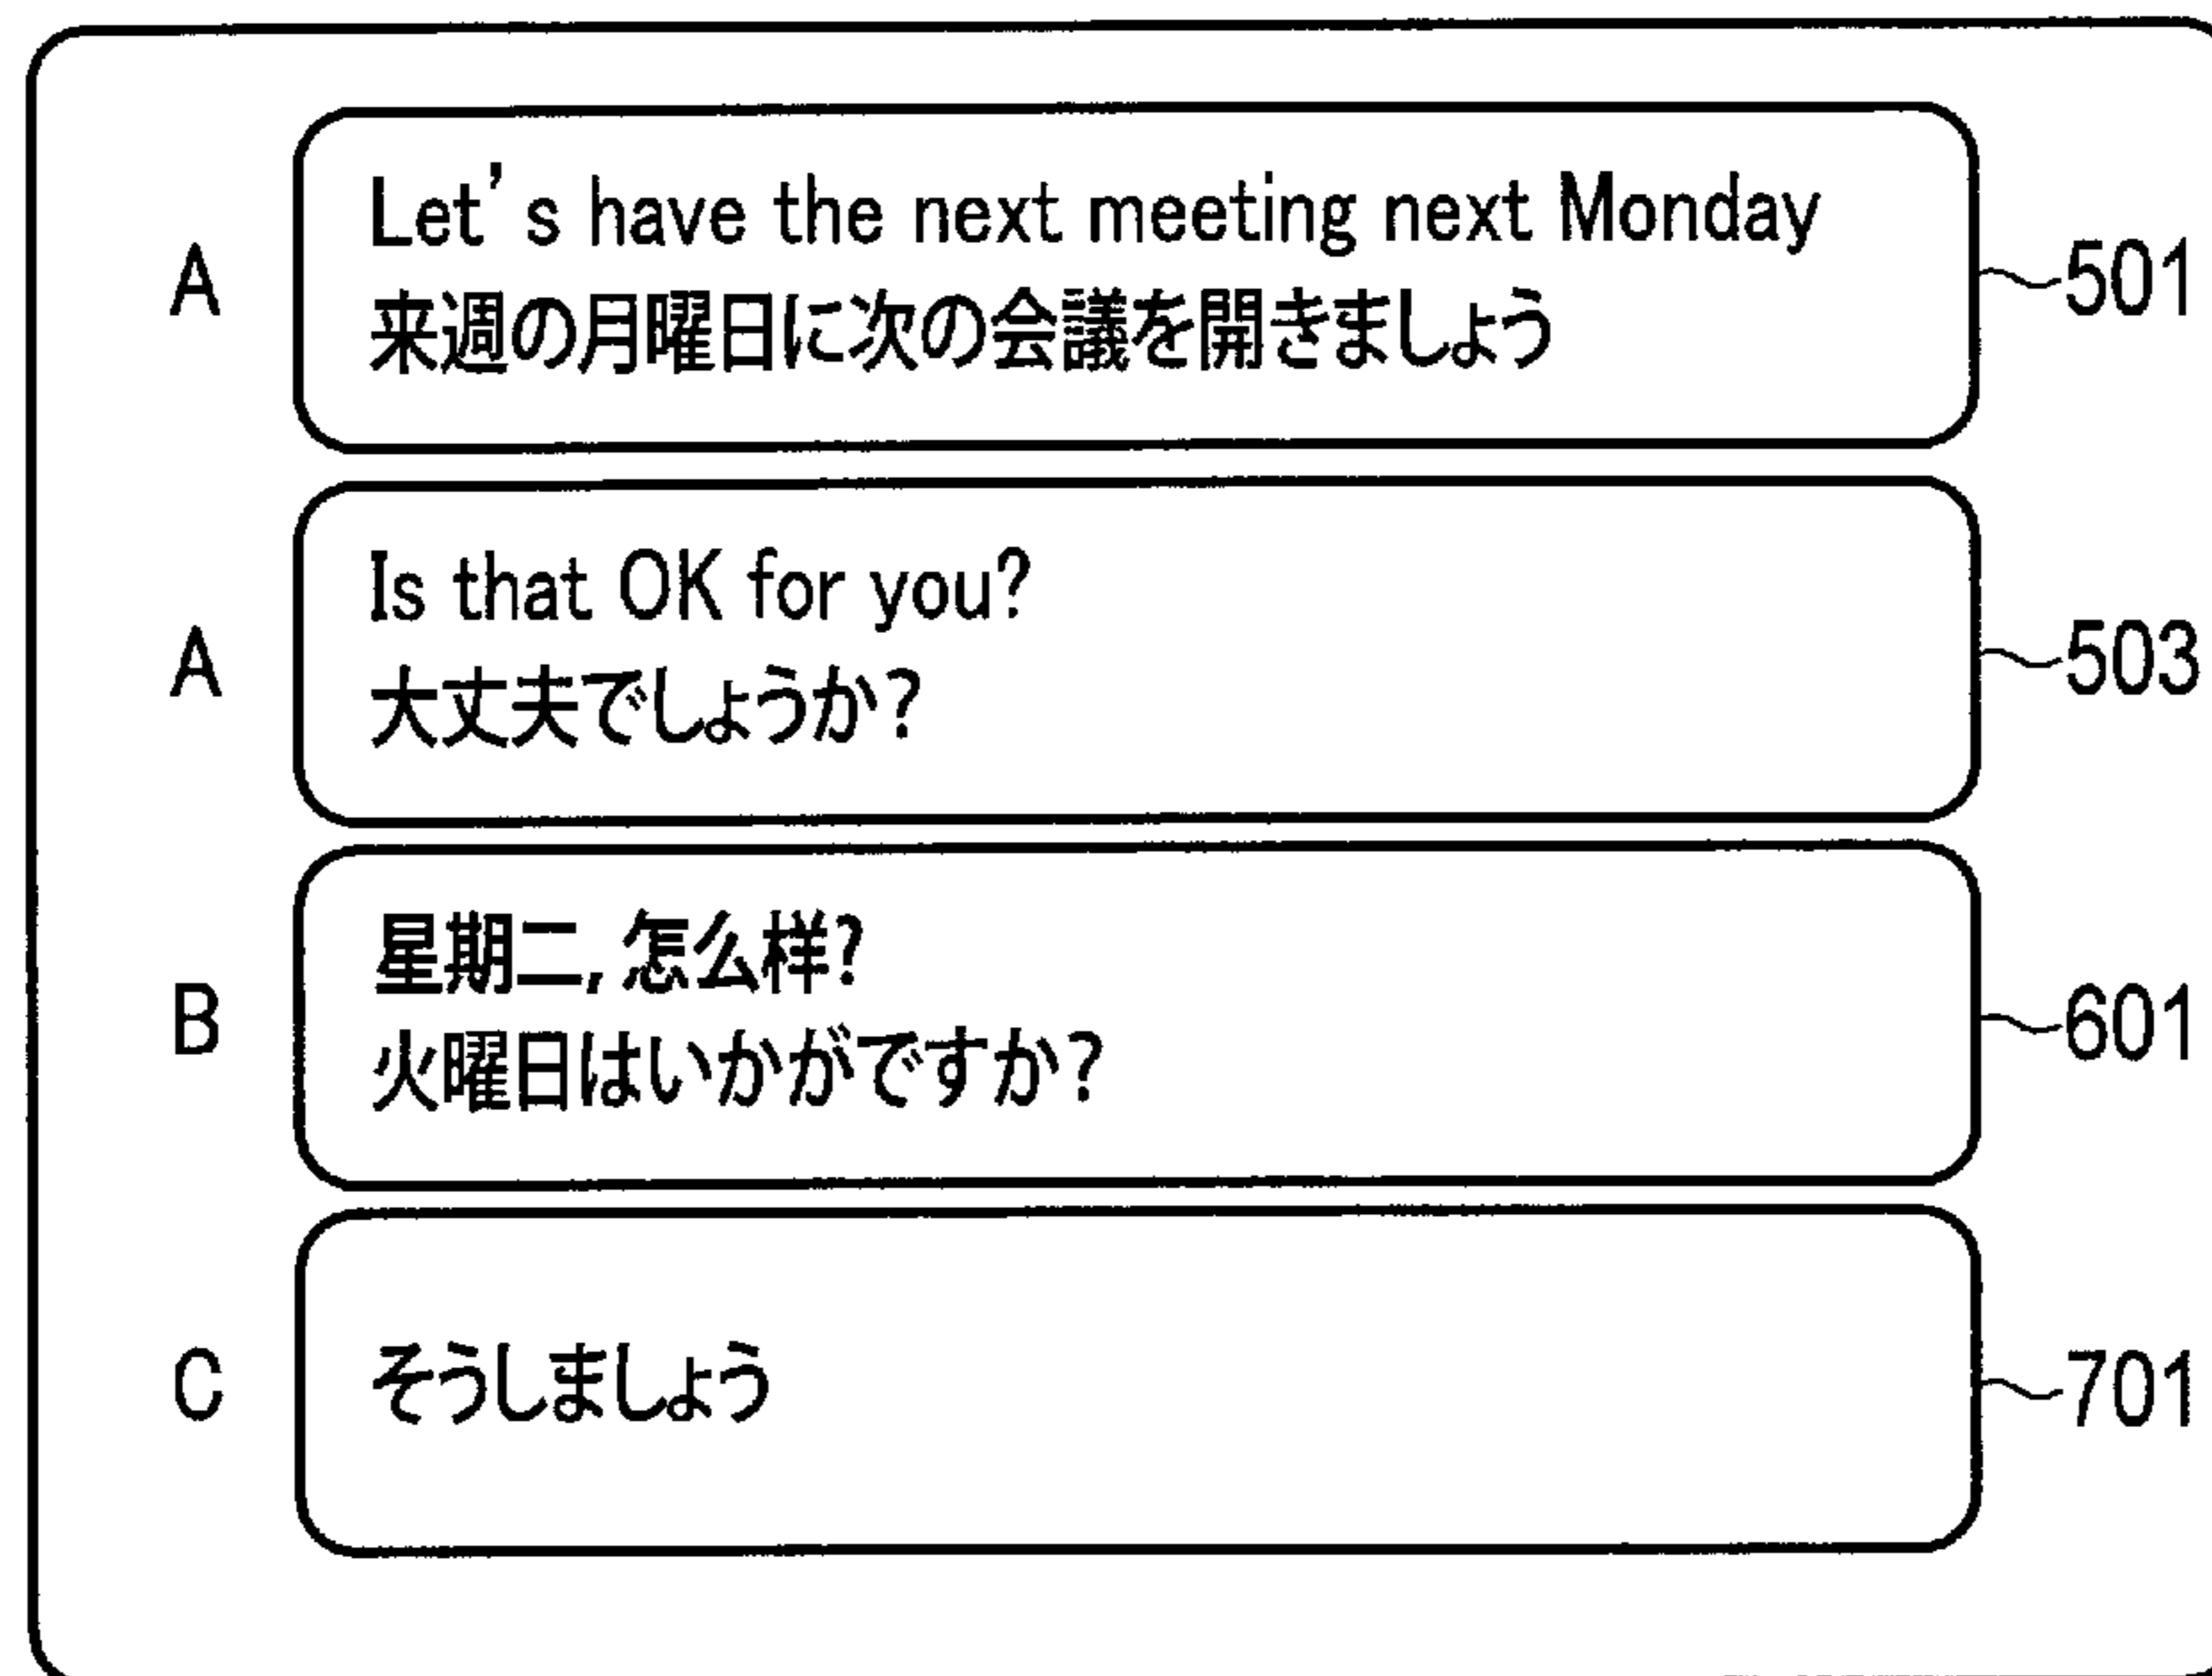 A
Let's have the next meeting next Monday
来週の月曜日に次の会議を開きましょう
501
A
Is that OK for you?
大丈夫でしょうか?
503
B
星期二, 怎么样?
火曜日はいかがですか?
601
C
そうしましょう
701